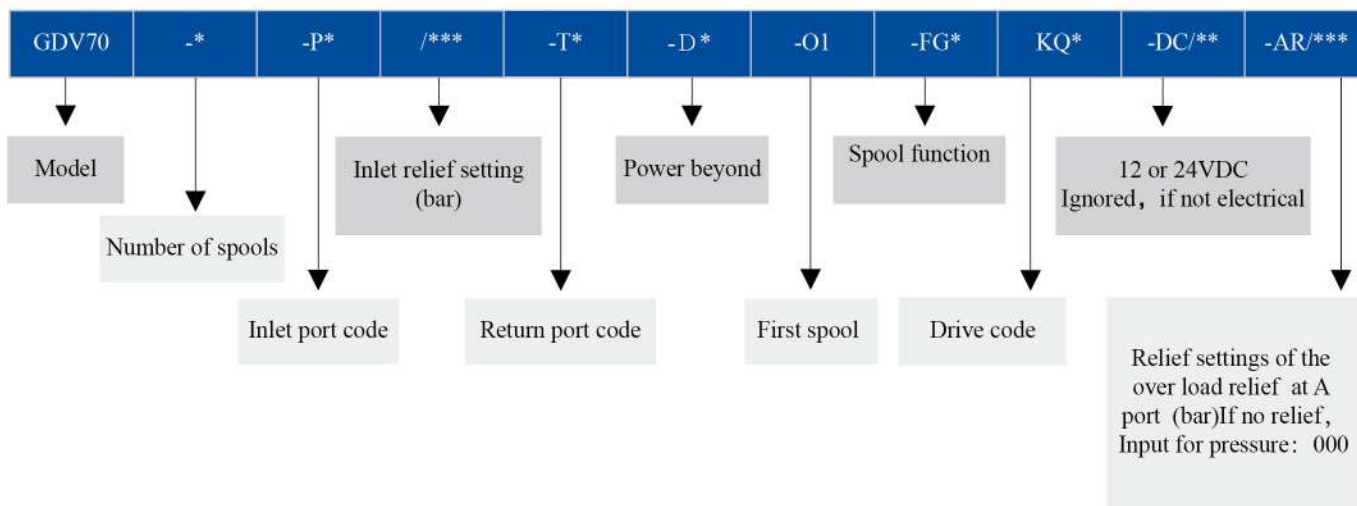 GDV70 -* -P* /*** -T* -D* -O1 -FG* KQ* -DC/** -AR/***
Model
Inlet relief setting
(bar)
Power beyond
Spool function
12 or 24VDC
Ignored, if not electrical
Number of spools
Inlet port code
Return port code
First spool
Drive code
Relief settings of the
over load relief at A
port (bar)If no relief,
Input for pressure: 000